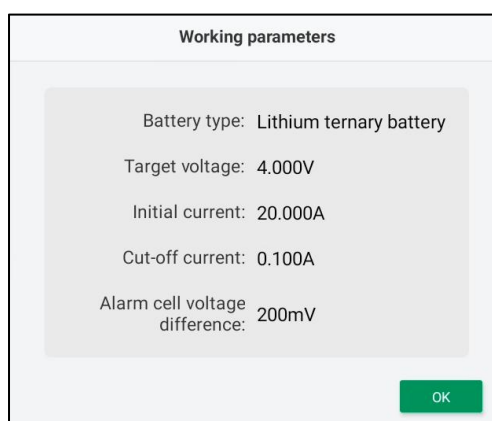 Working parameters
Battery type: Lithium ternary battery
Target voltage: 4.000V
Initial current: 20.000A
Cut-off current: 0.100A
Alarm cell voltage
difference: 200mV
OK